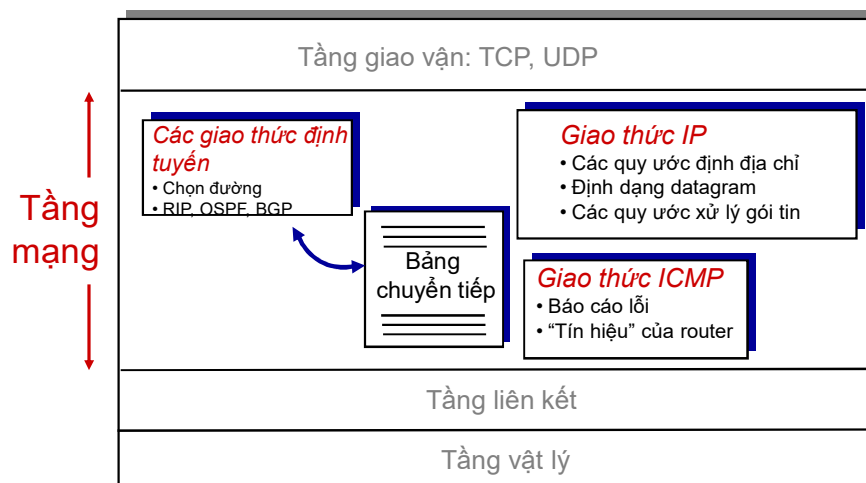 Tầng giao vận: TCP, UDP
Tầng
mạng
Các giao thức định
tuyến
• Chọn đường
• RIP, OSPF, BGP
Bảng
chuyển tiếp
Giao thức IP
• Các quy ước định địa chỉ
• Định dạng datagram
• Các quy ước xử lý gói tin
Giao thức ICMP
• Báo cáo lỗi
• “Tín hiệu” của router
Tầng liên kết
Tầng vật lý